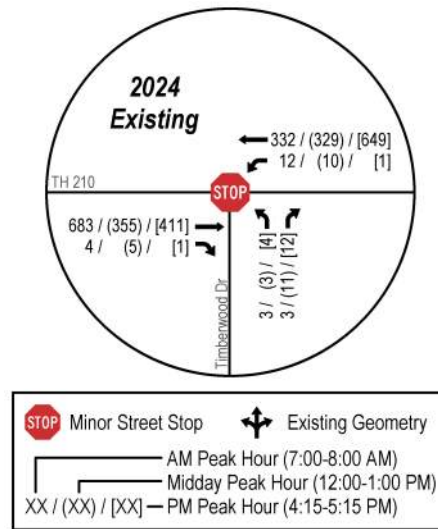 2024
Existing
332 / (329) / [649]
12 / (10) / [1]
TH 210
STOP
683 / (355) / [411]
4 / (5) / [1]
3 / (3) / [4]
3 / (11) / [12]
Timberwood Dr
STOP Minor Street Stop Existing Geometry
AM Peak Hour (7:00-8:00 AM)
Midday Peak Hour (12:00-1:00 PM)
XX / (XX) / [XX] PM Peak Hour (4:15-5:15 PM)